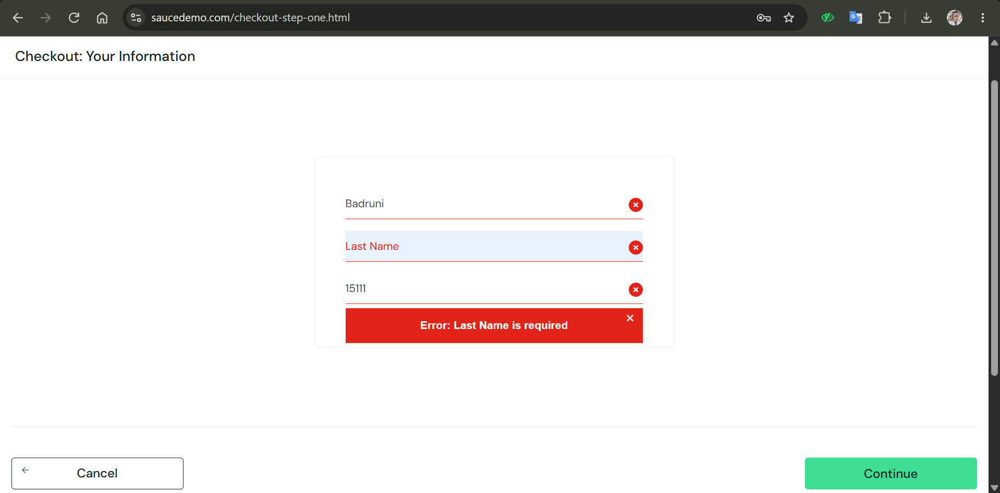 saucedemo.com/checkout-step-one.html
Checkout: Your Information
Badruni
Last Name
15111
Error: Last Name is required
Cancel
Continue